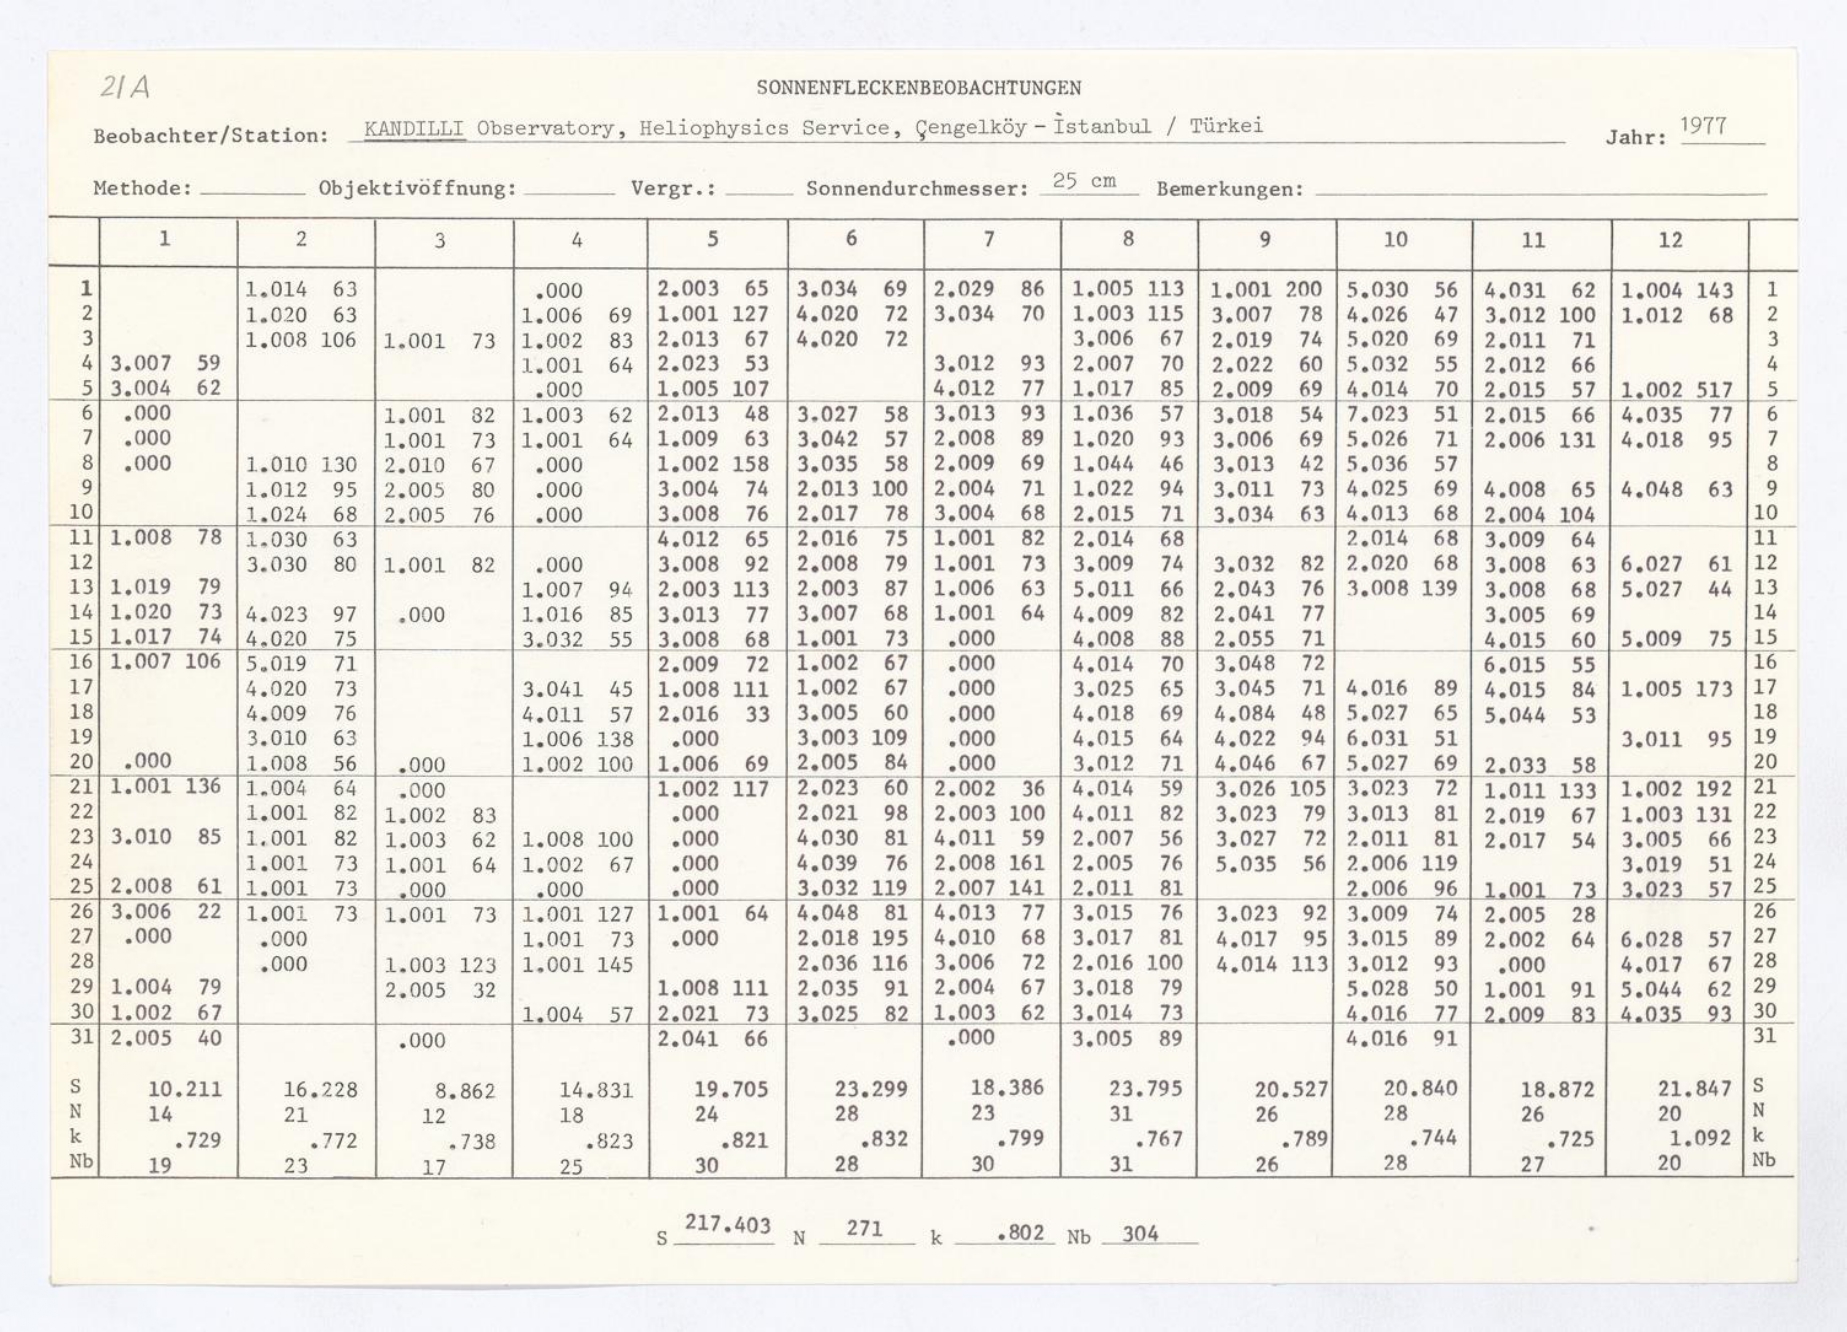 21A
SONNENFLECKENBEOBACHTUNGEN
Beobachter/Station: KANDILLI Observatory, Heliophysics Service, Çengelköy - İstanbul / Türkei Jahr: 1977
Methode: Objektivöffnung: Vergr.: Sonnendurchmesser: 25 cm Bemerkungen:
1 2 3 4 5 6 7 8 9 10 11 12
1 1.014 63 .000 2.003 65 3.034 69 2.029 86 1.005 113 1.001 200 5.030 56 4.031 62 1.004 143 1
2 1.020 63 1.006 69 1.001 127 4.020 72 3.034 70 1.003 115 3.007 78 4.026 47 3.012 100 1.012 68 2
3 1.008 106 1.001 73 1.002 83 2.013 67 4.020 72 3.006 67 2.019 74 5.020 69 2.011 71 3
4 3.007 59 1.001 64 2.023 53 3.012 93 2.007 70 2.022 60 5.032 55 2.012 66 4
5 3.004 62 .000 1.005 107 4.012 77 1.017 85 2.009 69 4.014 70 2.015 57 1.002 517 5
6 .000 1.001 82 1.003 62 2.013 48 3.027 58 3.013 93 1.036 57 3.018 54 7.023 51 2.015 66 4.035 77 6
7 .000 1.001 73 1.001 64 1.009 63 3.042 57 2.008 89 1.020 93 3.006 69 5.026 71 2.006 131 4.018 95 7
8 .000 1.010 130 2.010 67 .000 1.002 158 3.035 58 2.009 69 1.044 46 3.013 42 5.036 57 8
9 1.012 95 2.005 80 .000 3.004 74 2.013 100 2.004 71 1.022 94 3.011 73 4.025 69 4.008 65 4.048 63 9
10 1.024 68 2.005 76 .000 3.008 76 2.017 78 3.004 68 2.015 71 3.034 63 4.013 68 2.004 104 10
11 1.008 78 1.030 63 4.012 65 2.016 75 1.001 82 2.014 68 2.014 68 3.009 64 11
12 3.030 80 1.001 82 .000 3.008 92 2.008 79 1.001 73 3.009 74 3.032 82 2.020 68 3.008 63 6.027 61 12
13 1.019 79 1.007 94 2.003 113 2.003 87 1.006 63 5.011 66 2.043 76 3.008 139 3.008 68 5.027 44 13
14 1.020 73 4.023 97 .000 1.016 85 3.013 77 3.007 68 1.001 64 4.009 82 2.041 77 3.005 69 14
15 1.017 74 4.020 75 3.032 55 3.008 68 1.001 73 .000 4.008 88 2.055 71 4.015 60 5.009 75 15
16 1.007 106 5.019 71 2.009 72 1.002 67 .000 4.014 70 3.048 72 6.015 55 16
17 4.020 73 3.041 45 1.008 111 1.002 67 .000 3.025 65 3.045 71 4.016 89 4.015 84 1.005 173 17
18 4.009 76 4.011 57 2.016 33 3.005 60 .000 4.018 69 4.084 48 5.027 65 5.044 53 18
19 3.010 63 1.006 138 .000 3.003 109 .000 4.015 64 4.022 94 6.031 51 3.011 95 19
20 .000 1.008 56 .000 1.002 100 1.006 69 2.005 84 .000 3.012 71 4.046 67 5.027 69 2.033 58 20
21 1.001 136 1.004 64 .000 1.002 117 2.023 60 2.002 36 4.014 59 3.026 105 3.023 72 1.011 133 1.002 192 21
22 1.001 82 1.002 83 .000 2.021 98 2.003 100 4.011 82 3.023 79 3.013 81 2.019 67 1.003 131 22
23 3.010 85 1.001 82 1.003 62 1.008 100 .000 4.030 81 4.011 59 2.007 56 3.027 72 2.011 81 2.017 54 3.005 66 23
24 1.001 73 1.001 64 1.002 67 .000 4.039 76 2.008 161 2.005 76 5.035 56 2.006 119 3.019 51 24
25 2.008 61 1.001 73 .000 .000 .000 3.032 119 2.007 141 2.011 81 2.006 96 1.001 73 3.023 57 25
26 3.006 22 1.001 73 1.001 73 1.001 127 1.001 64 4.048 81 4.013 77 3.015 76 3.023 92 3.009 74 2.005 28 26
27 .000 .000 1.001 73 .000 2.018 195 4.010 68 3.017 81 4.017 95 3.015 89 2.002 64 6.028 57 27
28 .000 1.003 123 1.001 145 2.036 116 3.006 72 2.016 100 4.014 113 3.012 93 .000 4.017 67 28
29 1.004 79 2.005 32 1.008 111 2.035 91 2.004 67 3.018 79 5.028 50 1.001 91 5.044 62 29
30 1.002 67 1.004 57 2.021 73 3.025 82 1.003 62 3.014 73 4.016 77 2.009 83 4.035 93 30
31 2.005 40 .000 2.041 66 .000 3.005 89 4.016 91 31
S 10.211 16.228 8.862 14.831 19.705 23.299 18.386 23.795 20.527 20.840 18.872 21.847 S
N 14 21 12 18 24 28 23 31 26 28 26 20 N
k .729 .772 .738 .823 .821 .832 .799 .767 .789 .744 .725 1.092 k
Nb 19 23 17 25 30 28 30 31 26 28 27 20 Nb
S 217.403 N 271 k .802 Nb 304